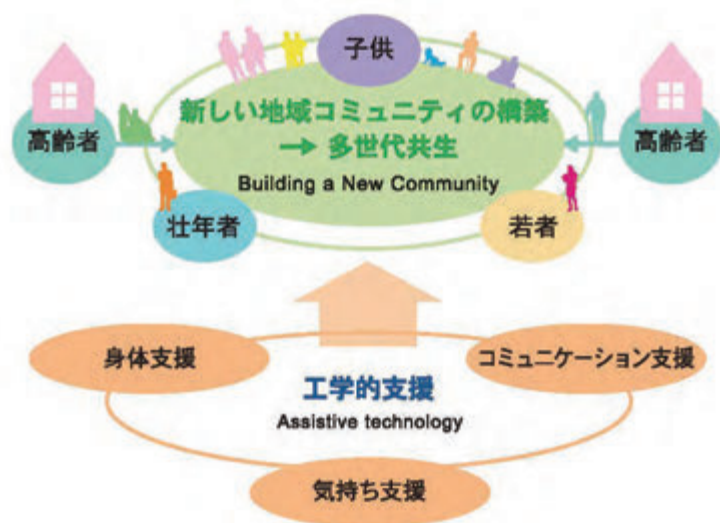 子供
高齢者
新しい地域コミュニティの構築
→ 多世代共生
Building a New Community
高齢者
壮年者
若者
身体支援
コミュニケーション支援
工学的支援
Assistive technology
気持ち支援